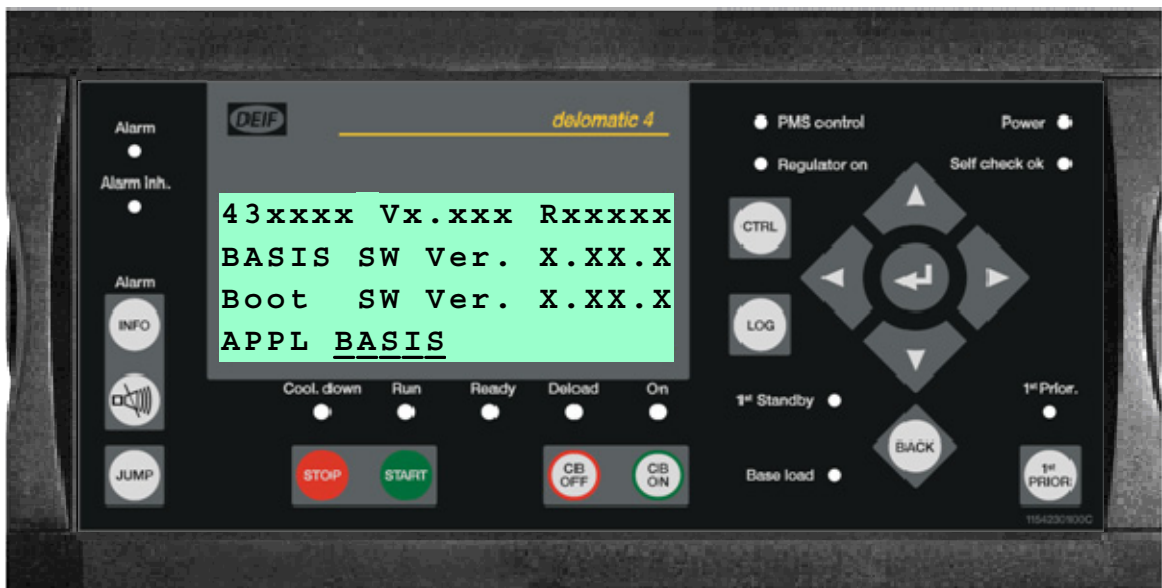 DEIF
delomatic 4
Alarm
Alarm Inh.
43xxxx Vx.xxx Rxxxxx
BASIS SW Ver. X.XX.X
Boot SW Ver. X.XX.X
APPL BASIS
PMS control
Power
Regulator on
Self check ok
CTRL
LOG
Alarm
INFO
JUMP
Cool. down
Run
Ready
Deload
On
STOP
START
CB OFF
CB ON
1st Standby
Base load
BACK
1st Prior.
1st PRIOR.
1154230100C